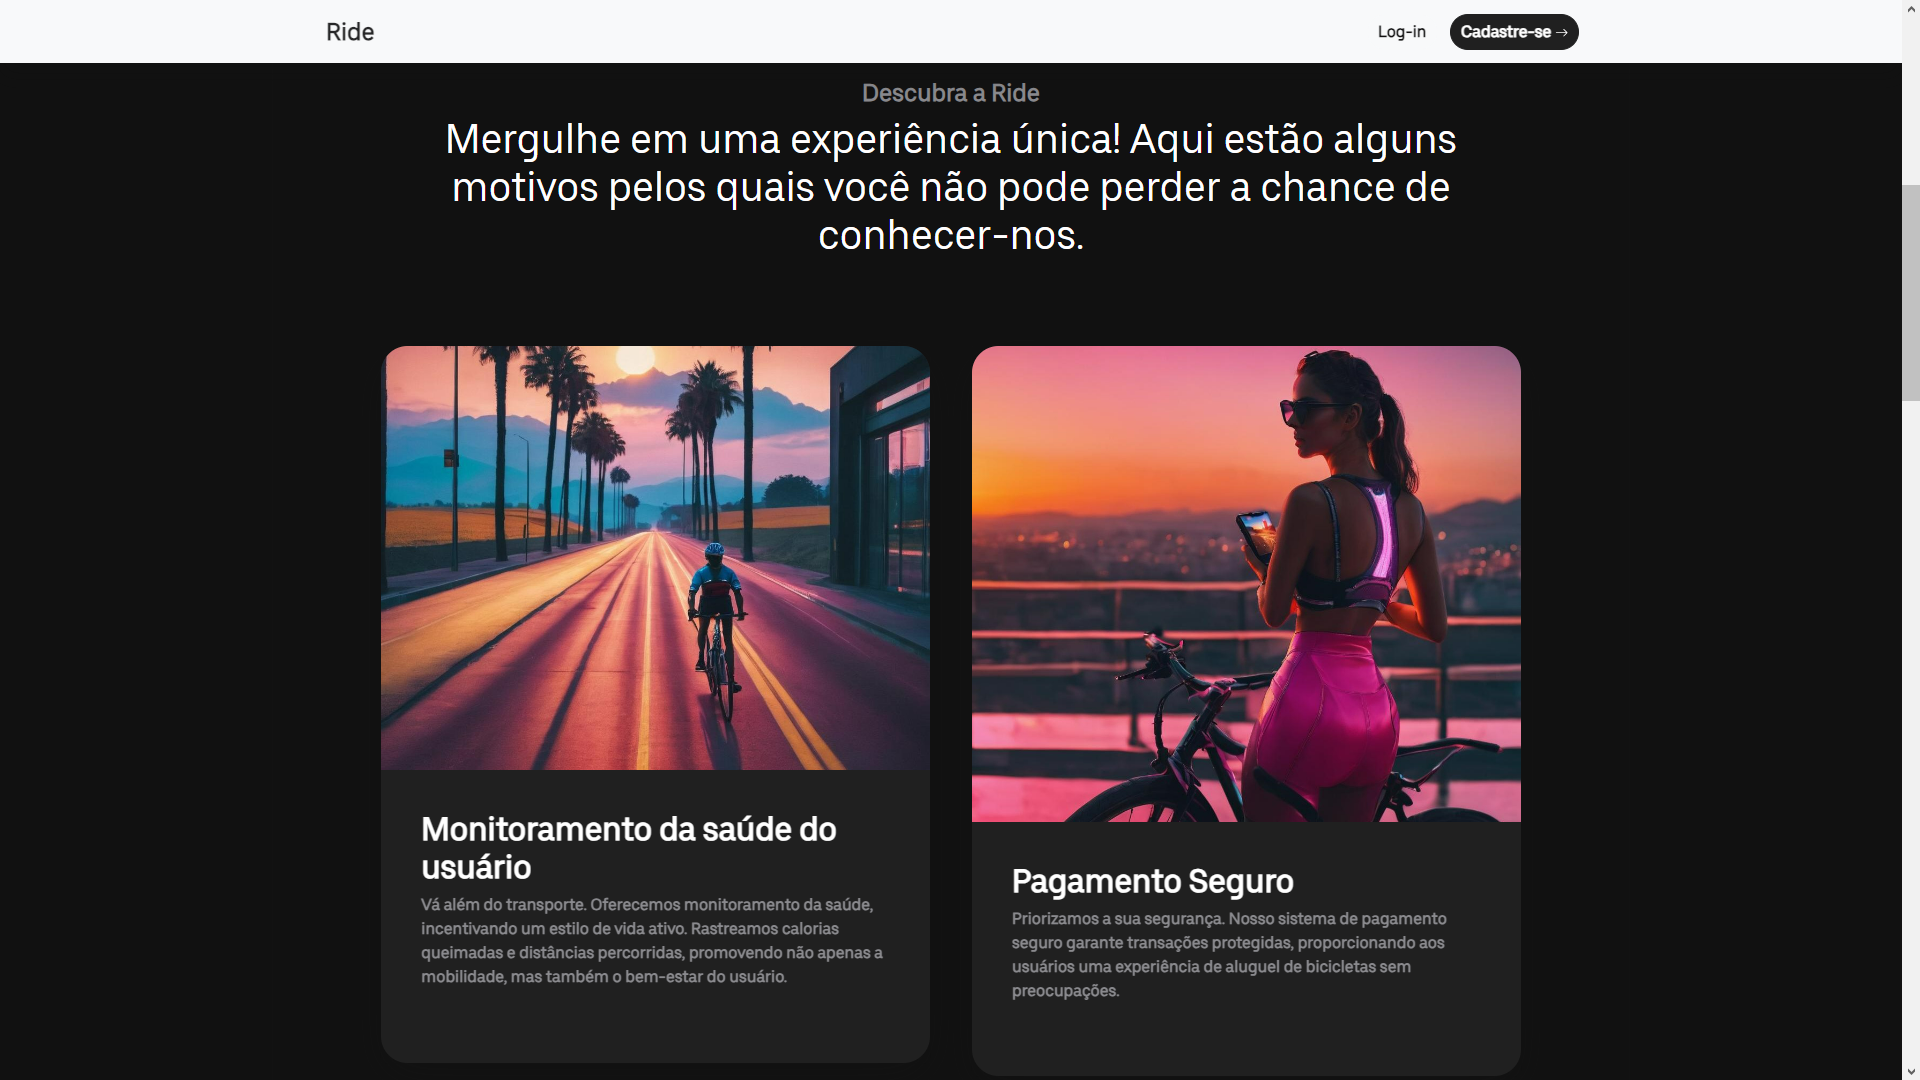 Ride
Log-in
Cadastre-se →
Descubra a Ride
Mergulhe em uma experiência única! Aqui estão alguns
motivos pelos quais você não pode perder a chance de
conhecer-nos.
Monitoramento da saúde do
usuário
Vá além do transporte. Oferecemos monitoramento da saúde,
incentivando um estilo de vida ativo. Rastreamos calorias
queimadas e distâncias percorridas, promovendo não apenas a
mobilidade, mas também o bem-estar do usuário.
Pagamento Seguro
Priorizamos a sua segurança. Nosso sistema de pagamento
seguro garante transações protegidas, proporcionando aos
usuários uma experiência de aluguel de bicicletas sem
preocupações.